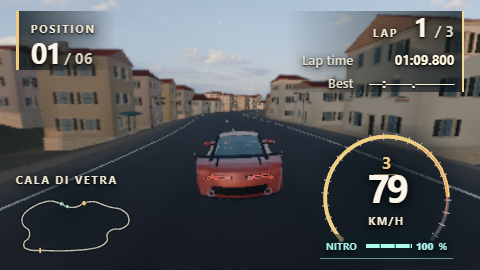 POSITION
01 / 06
LAP 1 / 3
Lap time 01:09.800
Best --:--.---
CALA DI VETRA
3
79
KM/H
NITRO 100 %